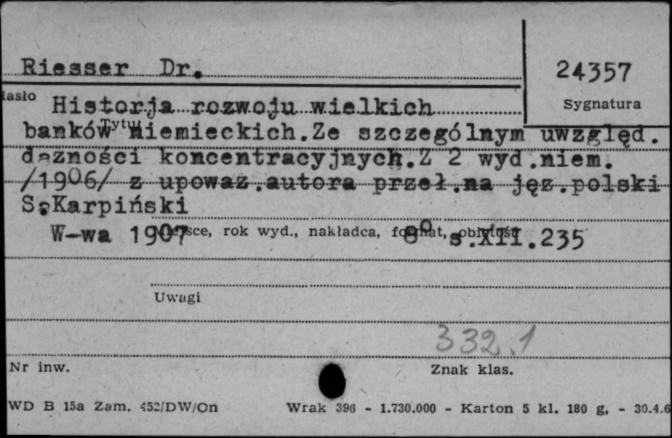 Riesser Dr.
24357
Sygnatura
Hasło
Historja rozwoju wielkich
Tytuł
banków niemieckich.Ze szczególnym uwzględ.
dążności koncentracyjnych.Z 2 wyd.niem.
/1906/ z upoważ.autora przeł.na jęz.polski
S.Karpiński
W-wa 1907 8° s.XII.235
Miejsce, rok wyd., nakładca, format, objętość
Uwagi
332.1
Nr inw.
Znak klas.
WD B 15a Zam. 452/DW/On Wrak 396 - 1.730.000 - Karton 5 kl. 180 g. - 30.4.6